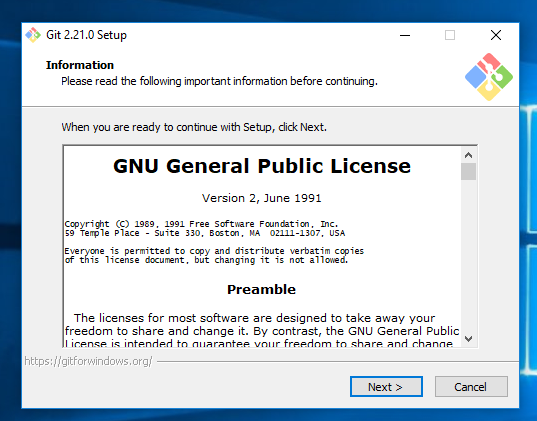 Git 2.21.0 Setup
Information
Please read the following important information before continuing.
When you are ready to continue with Setup, click Next.
GNU General Public License
Version 2, June 1991
Copyright (C) 1989, 1991 Free Software Foundation, Inc.
59 Temple Place - Suite 330, Boston, MA  02111-1307, USA
Everyone is permitted to copy and distribute verbatim copies
of this license document, but changing it is not allowed.
Preamble
The licenses for most software are designed to take away your
freedom to share and change it. By contrast, the GNU General Public
License is intended to guarantee your freedom to share and change
https://gitforwindows.org/
Next >
Cancel